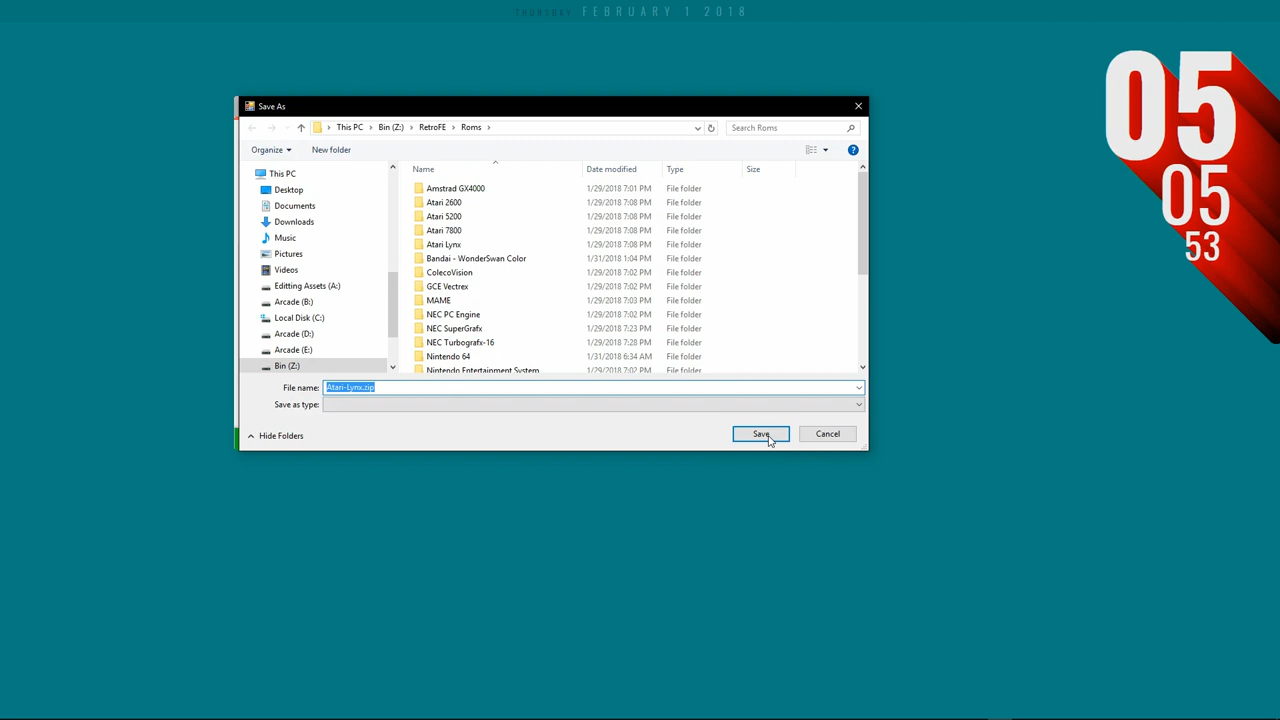 THURSDAY FEBRUARY 1 2018
05
05
53
Save As
This PC > Bin (Z:) > RetroFE > Roms >
Search Roms
Organize
New folder
Name
Date modified
Type
Size
This PC
Desktop
Documents
Downloads
Music
Pictures
Videos
Editting Assets (A:)
Arcade (B:)
Local Disk (C:)
Arcade (D:)
Arcade (E:)
Bin (Z:)
Amstrad GX4000 1/29/2018 7:01 PM File folder
Atari 2600 1/29/2018 7:08 PM File folder
Atari 5200 1/29/2018 7:08 PM File folder
Atari 7800 1/29/2018 7:08 PM File folder
Atari Lynx 1/29/2018 7:08 PM File folder
Bandai - WonderSwan Color 1/31/2018 1:04 PM File folder
ColecoVision 1/29/2018 7:02 PM File folder
GCE Vectrex 1/29/2018 7:02 PM File folder
MAME 1/29/2018 7:03 PM File folder
NEC PC Engine 1/29/2018 7:02 PM File folder
NEC SuperGrafx 1/29/2018 7:23 PM File folder
NEC Turbografx-16 1/29/2018 7:28 PM File folder
Nintendo 64 1/31/2018 6:34 AM File folder
Nintendo Entertainment System 1/29/2018 7:02 PM File folder
File name: Atari-Lynx.zip
Save as type:
Hide Folders
Save
Cancel